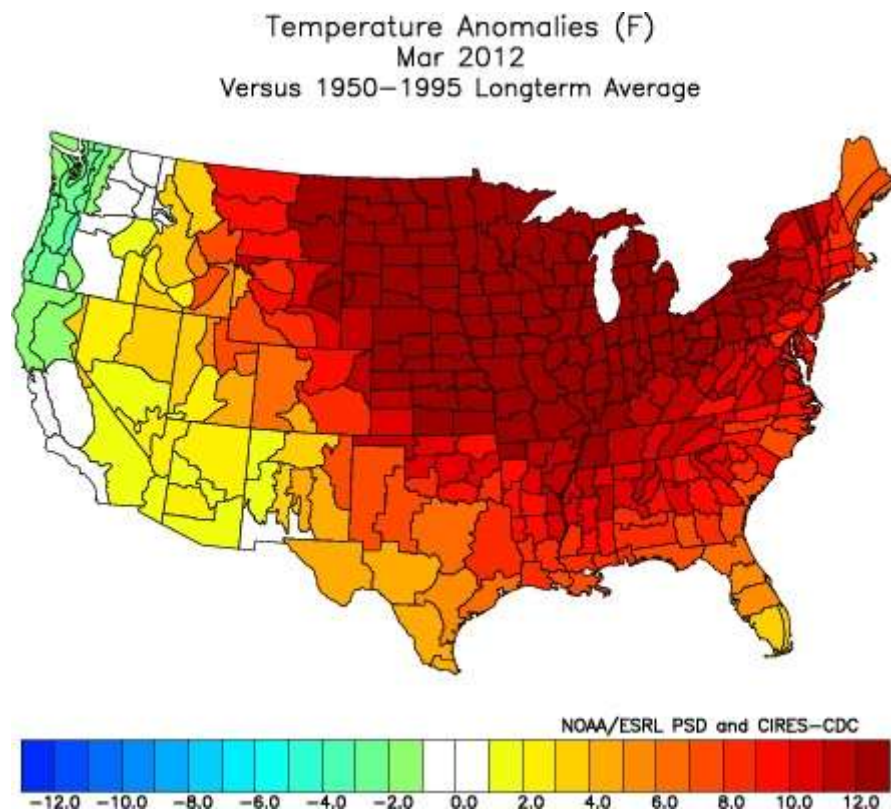 Temperature Anomalies (F)
Mar 2012
Versus 1950-1995 Longterm Average
NOAA/ESRL PSD and CIRES-CDC
-12.0 -10.0 -8.0 -6.0 -4.0 -2.0 0.0 2.0 4.0 6.0 8.0 10.0 12.0